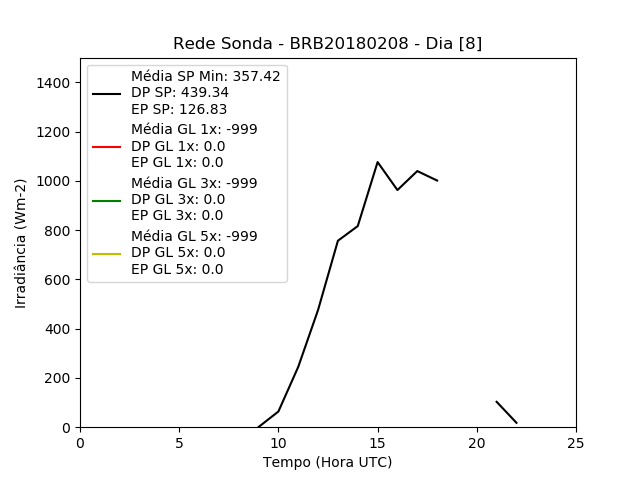 Rede Sonda - BRB20180208 - Dia [8]
Média SP Min: 357.42
DP SP: 439.34
EP SP: 126.83
Média GL 1x: -999
DP GL 1x: 0.0
EP GL 1x: 0.0
Média GL 3x: -999
DP GL 3x: 0.0
EP GL 3x: 0.0
Média GL 5x: -999
DP GL 5x: 0.0
EP GL 5x: 0.0
Irradiância (Wm-2)
1400
1200
1000
800
600
400
200
0
0 5 10 15 20 25
Tempo (Hora UTC)